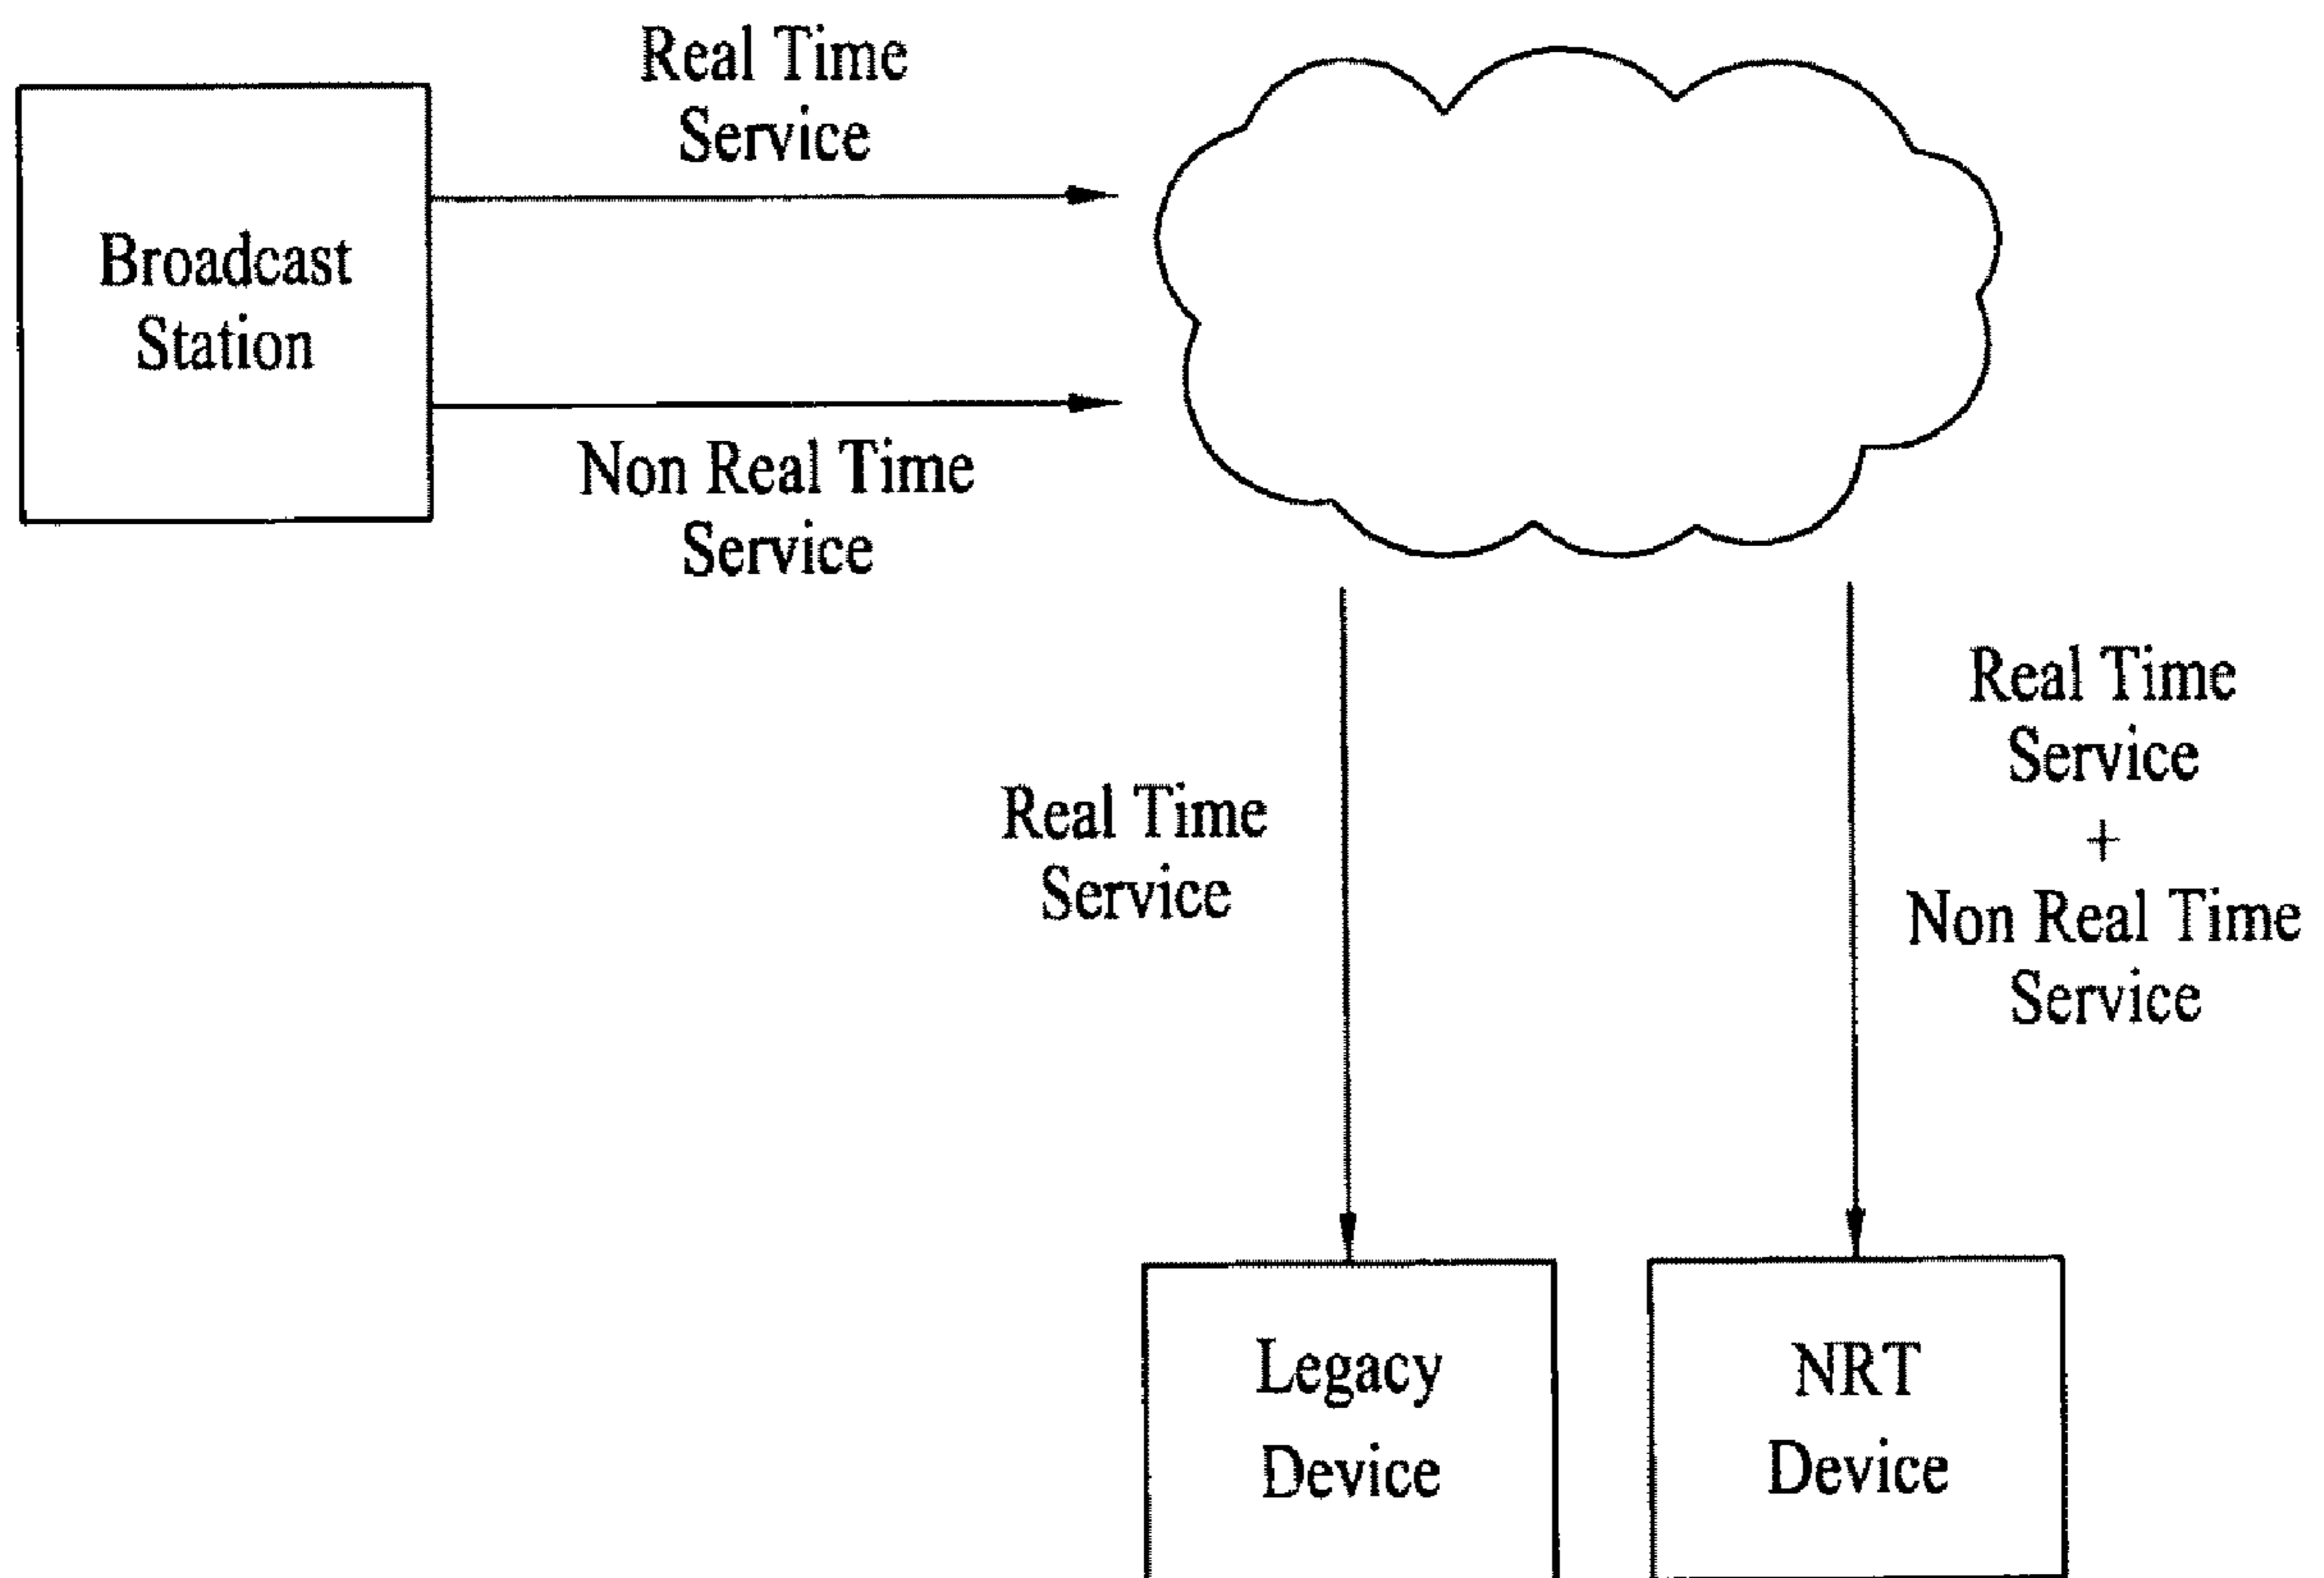 Real Time
Service
Broadcast
Station
Non Real Time
Service
Real Time
Service
Real Time
Service
+
Non Real Time
Service
Legacy
Device
NRT
Device